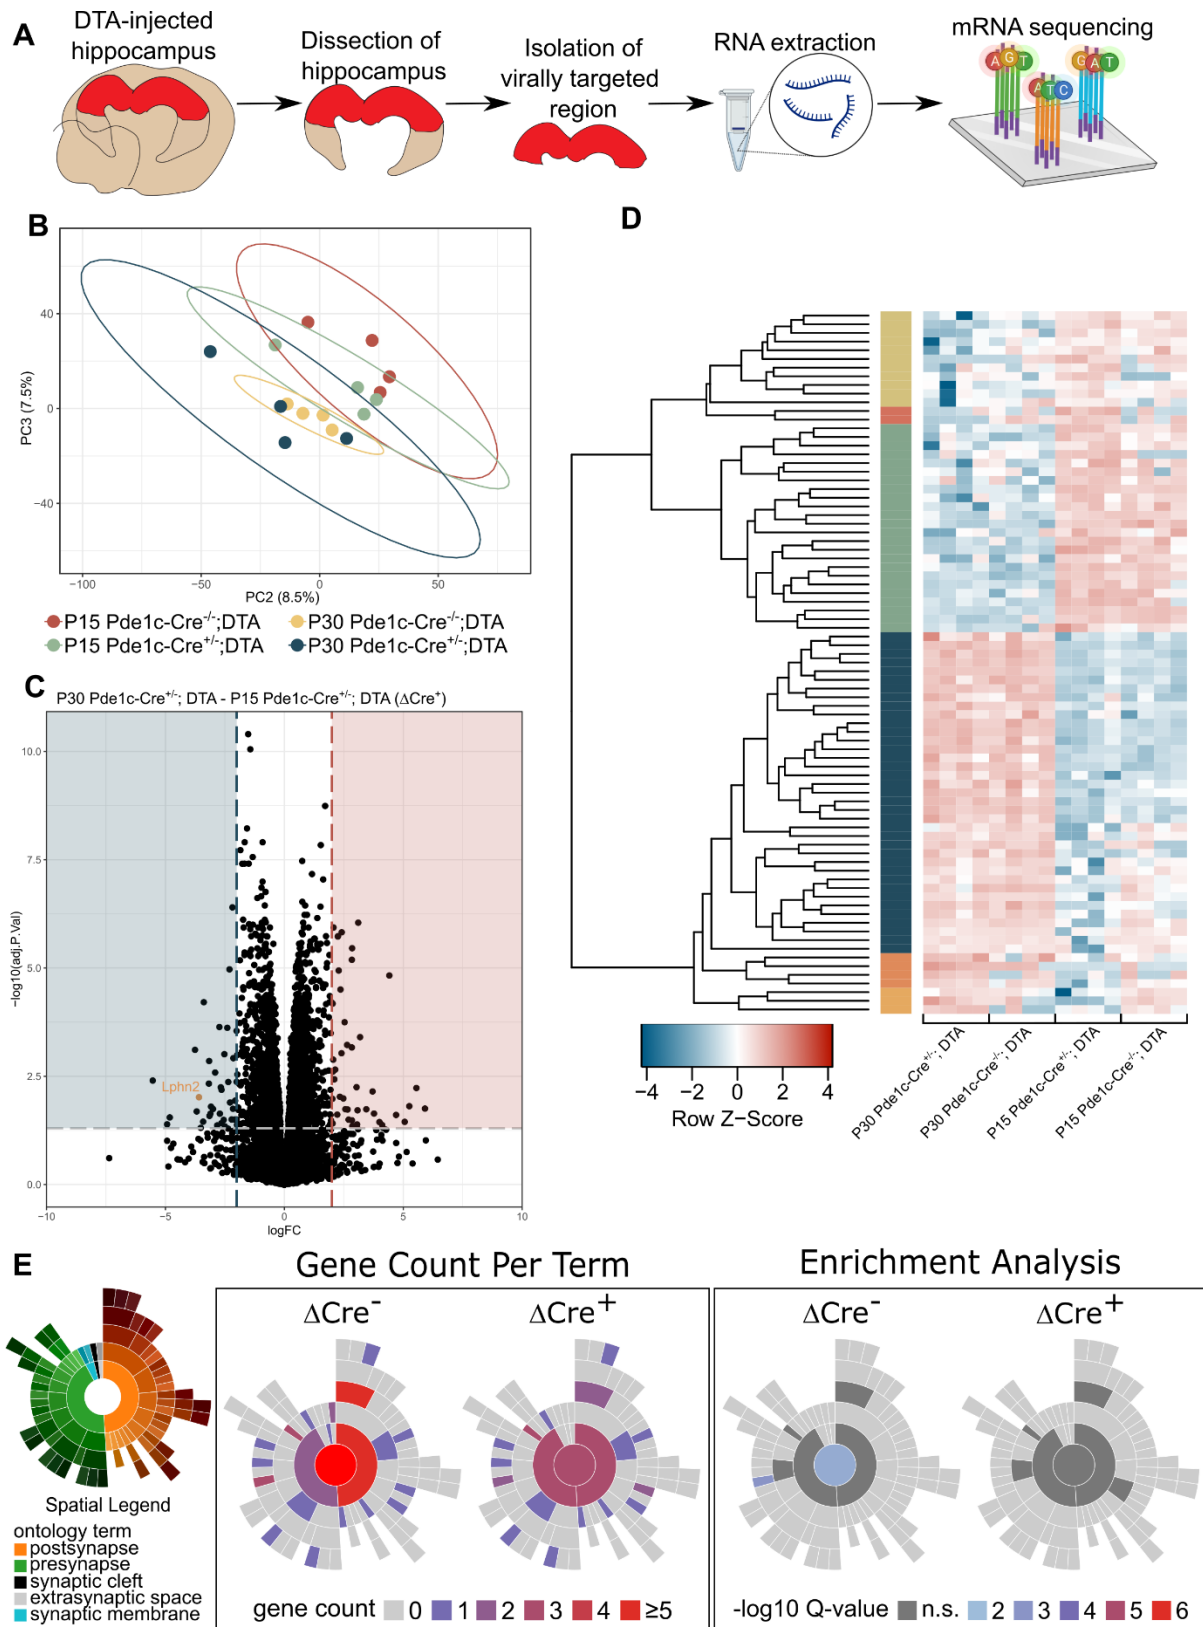 A
DTA-injected
hippocampus
Dissection of
hippocampus
Isolation of
virally targeted
region
RNA extraction
mRNA sequencing
A G T
G A T
A T C
B
PC3 (7.5%)
40
0
−40
−100
−50
0
50
PC2 (8.5%)
P15 Pde1c-Cre-/-;DTA
P30 Pde1c-Cre-/-;DTA
P15 Pde1c-Cre+/-;DTA
P30 Pde1c-Cre+/-;DTA
C
P30 Pde1c-Cre+/-; DTA - P15 Pde1c-Cre+/-; DTA (ΔCre+)
−log10(adj.P.Val)
10.0
7.5
5.0
2.5
0.0
Lphn2
−10
−5
0
5
10
logFC
D
−4 −2 0 2 4
Row Z−Score
P30 Pde1c-Cre+/-; DTA
P30 Pde1c-Cre-/-; DTA
P15 Pde1c-Cre+/-; DTA
P15 Pde1c-Cre-/-; DTA
E
Spatial Legend
ontology term
postsynapse
presynapse
synaptic cleft
extrasynaptic space
synaptic membrane
Gene Count Per Term
ΔCre-
ΔCre+
gene count 0 1 2 3 4 ≥5
Enrichment Analysis
ΔCre-
ΔCre+
-log10 Q-value n.s. 2 3 4 5 6